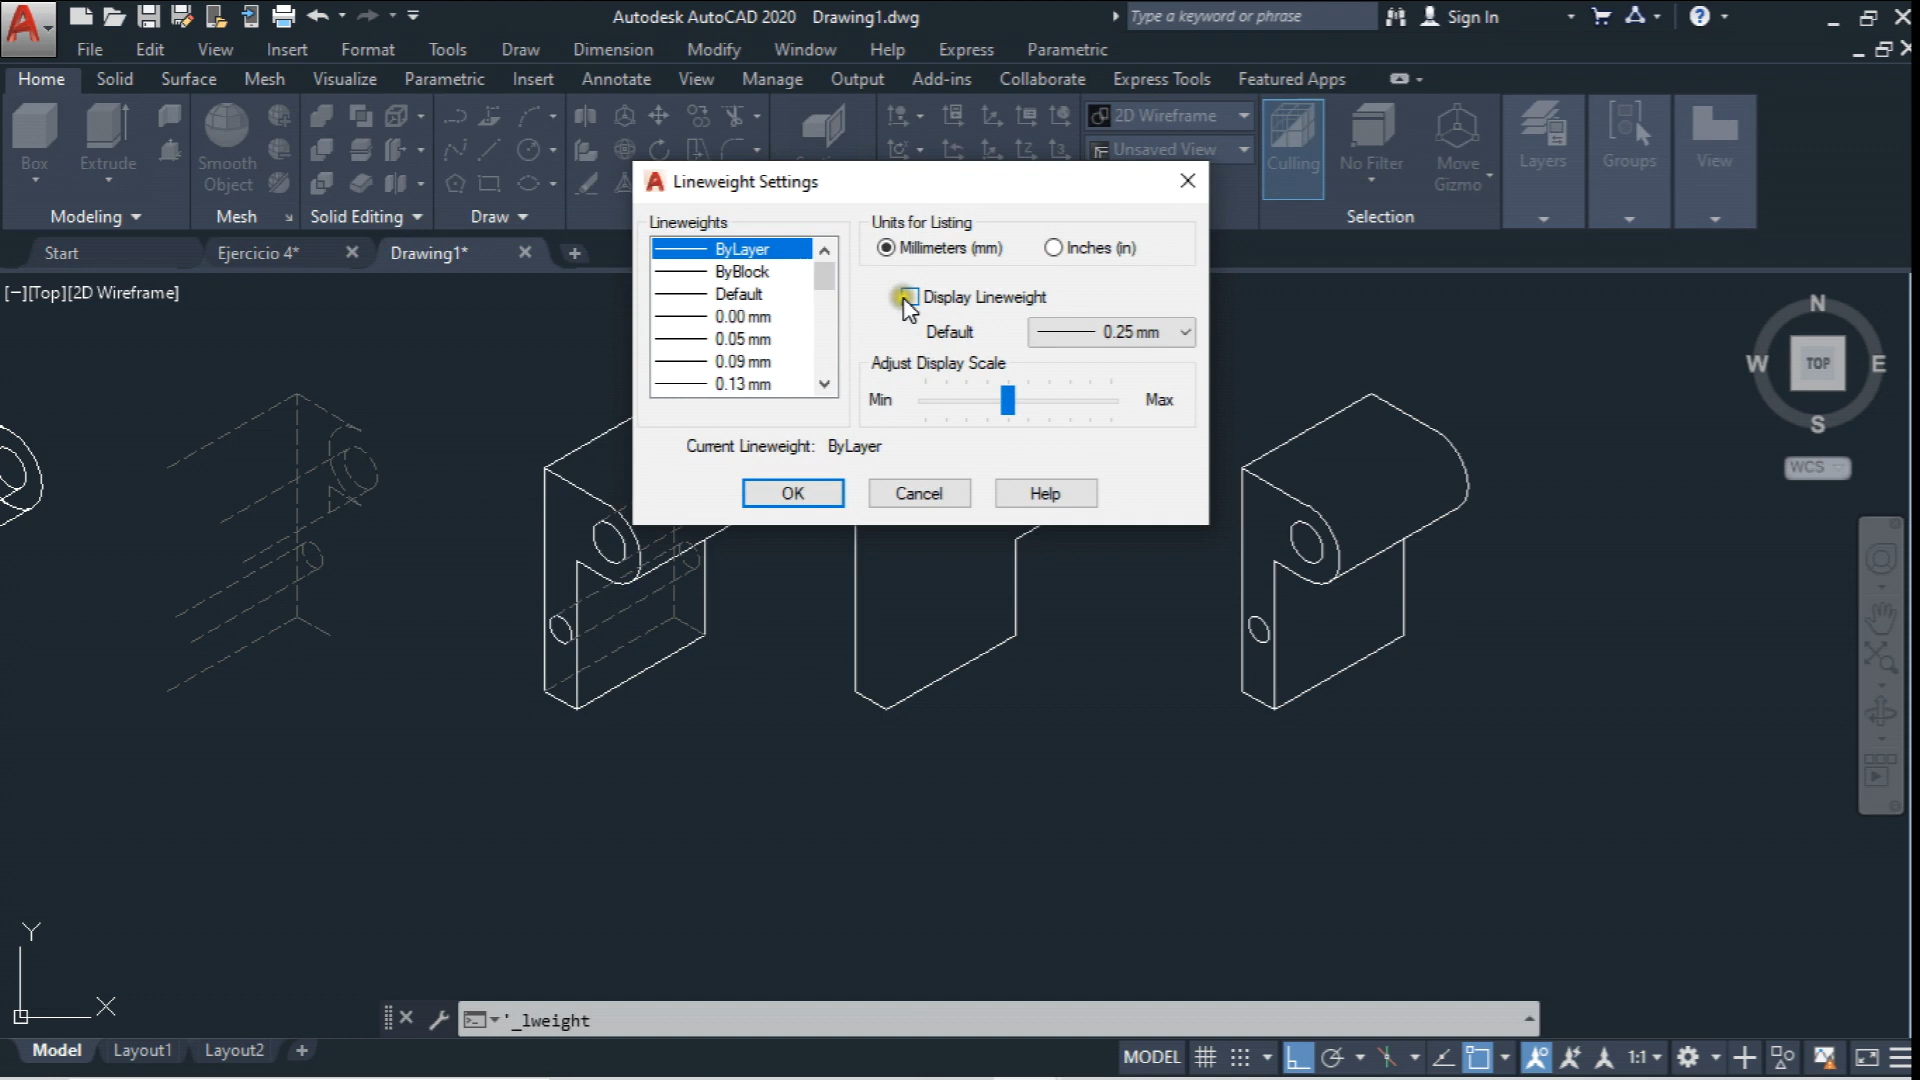 Autodesk AutoCAD 2020 Drawing1.dwg
Type a keyword or phrase
Sign In
File Edit View Insert Format Tools Draw Dimension Modify Window Help Express Parametric
Home Solid Surface Mesh Visualize Parametric Insert Annotate View Manage Output Add-ins Collaborate Express Tools Featured Apps
2D Wireframe
Unsaved View
Box
Extrude
Smooth
Object
Culling
No Filter
Move
Gizmo
Layers
Groups
View
Modeling
Mesh
Solid Editing
Draw
Selection
Start
Ejercicio 4*
Drawing1*
[−][Top][2D Wireframe]
Lineweight Settings
Lineweights
ByLayer
ByBlock
Default
0.00 mm
0.05 mm
0.09 mm
0.13 mm
Units for Listing
Millimeters (mm)
Inches (in)
Display Lineweight
Default
0.25 mm
Adjust Display Scale
Min
Max
Current Lineweight: ByLayer
OK
Cancel
Help
N
W
TOP
E
S
WCS
Y
X
'_lweight
Model
Layout1
Layout2
MODEL
1:1